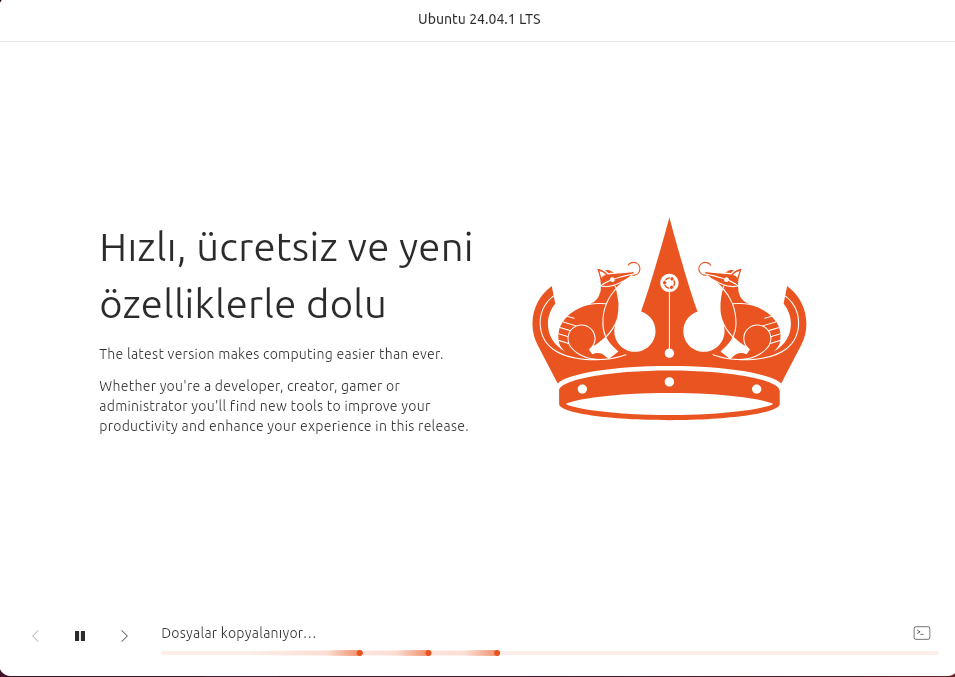 Ubuntu 24.04.1 LTS
Hızlı, ücretsiz ve yeni
özelliklerle dolu
The latest version makes computing easier than ever.
Whether you're a developer, creator, gamer or
administrator you'll find new tools to improve your
productivity and enhance your experience in this release.
Dosyalar kopyalanıyor...